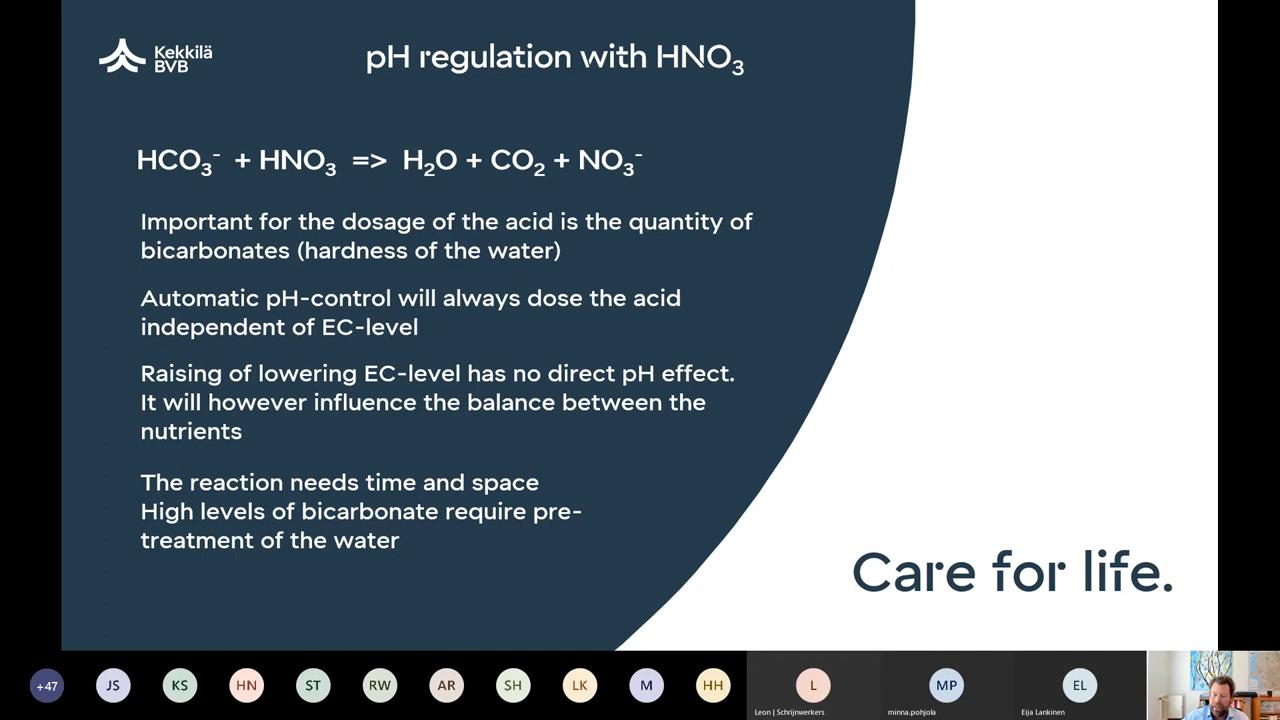 Kekkilä
BVB
pH regulation with HNO₃
HCO₃⁻ + HNO₃ => H₂O + CO₂ + NO₃⁻
Important for the dosage of the acid is the quantity of
bicarbonates (hardness of the water)
Automatic pH-control will always dose the acid
independent of EC-level
Raising of lowering EC-level has no direct pH effect.
It will however influence the balance between the
nutrients
The reaction needs time and space
High levels of bicarbonate require pre-
treatment of the water
Care for life.
+47 JS KS HN ST RW AR SH LK M HH L MP EL
Leon | Schrijnwerkers minna.pohjola Eija Lankinen